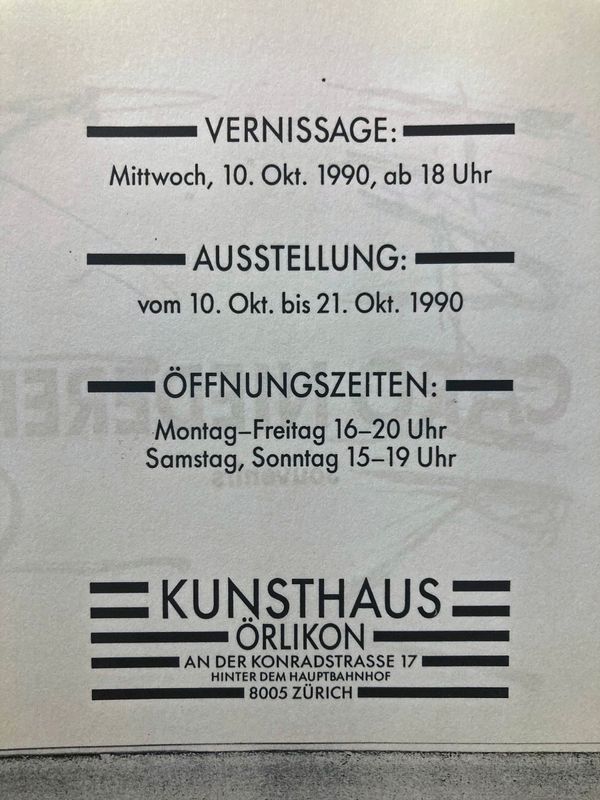 VERNISSAGE:
Mittwoch, 10. Okt. 1990, ab 18 Uhr
AUSSTELLUNG:
vom 10. Okt. bis 21. Okt. 1990
ÖFFNUNGSZEITEN:
Montag–Freitag 16–20 Uhr
Samstag, Sonntag 15–19 Uhr
KUNSTHAUS
ÖRLIKON
AN DER KONRADSTRASSE 17
HINTER DEM HAUPTBAHNHOF
8005 ZÜRICH